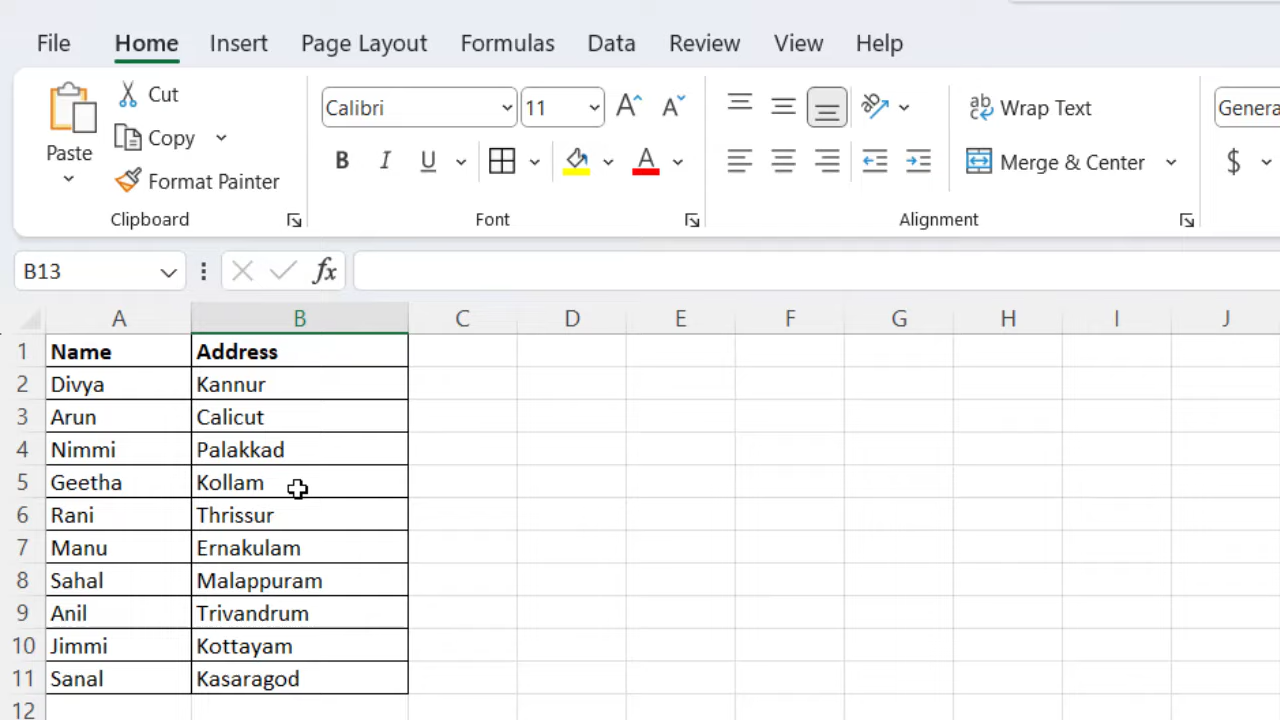 File Home Insert Page Layout Formulas Data Review View Help
Cut
Copy
Paste
Format Painter
Clipboard
Calibri 11 A A
B I U A
Font
ab Wrap Text
Merge & Center
Alignment
Genera
$
B13 fx
A B C D E F G H I J
1 Name Address
2 Divya Kannur
3 Arun Calicut
4 Nimmi Palakkad
5 Geetha Kollam
6 Rani Thrissur
7 Manu Ernakulam
8 Sahal Malappuram
9 Anil Trivandrum
10 Jimmi Kottayam
11 Sanal Kasaragod
12